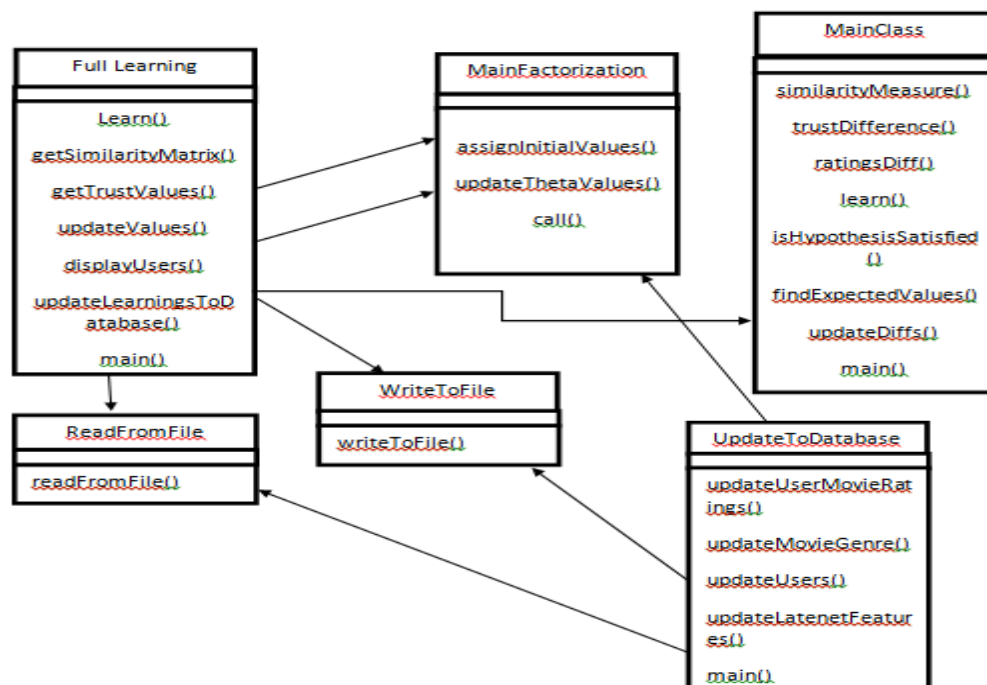 Full Learning
Learn()
getSimilarityMatrix()
getTrustValues()
updateValues()
displayUsers()
updateLearningsToD
atabase()
main()
MainFactorization
assignInitialValues()
updateThetaValues()
call()
MainClass
similarityMeasure()
trustDifference()
ratingsDiff()
learn()
isHypothesisSatisfied
()
findExpectedValues()
updateDiffs()
main()
ReadFromFile
readFromFile()
WriteToFile
writeToFile()
UpdateToDatabase
updateUserMovieRat
ings()
updateMovieGenre()
updateUsers()
updateLatenetFeatur
es()
main()